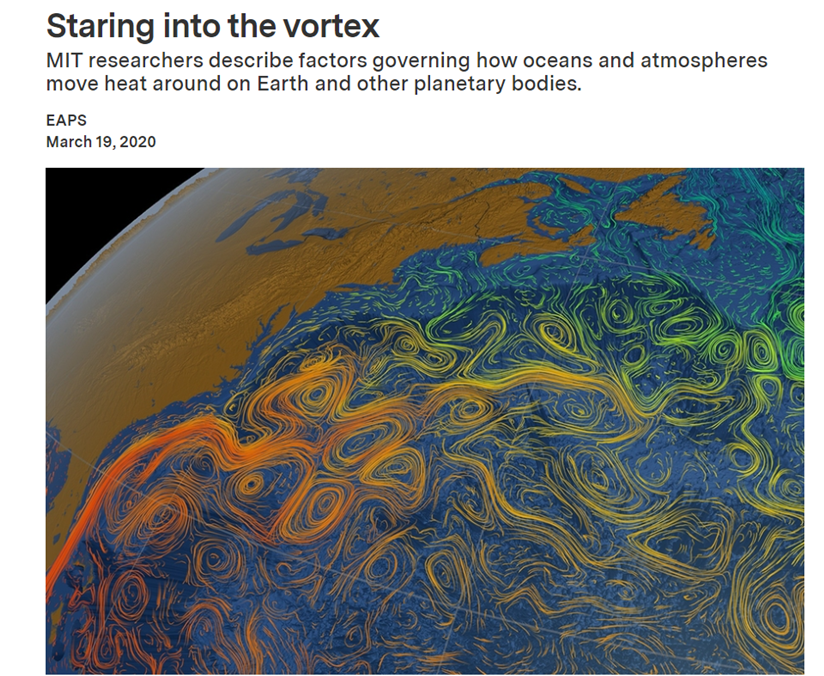 Staring into the vortex
MIT researchers describe factors governing how oceans and atmospheres
move heat around on Earth and other planetary bodies.
EAPS
March 19, 2020